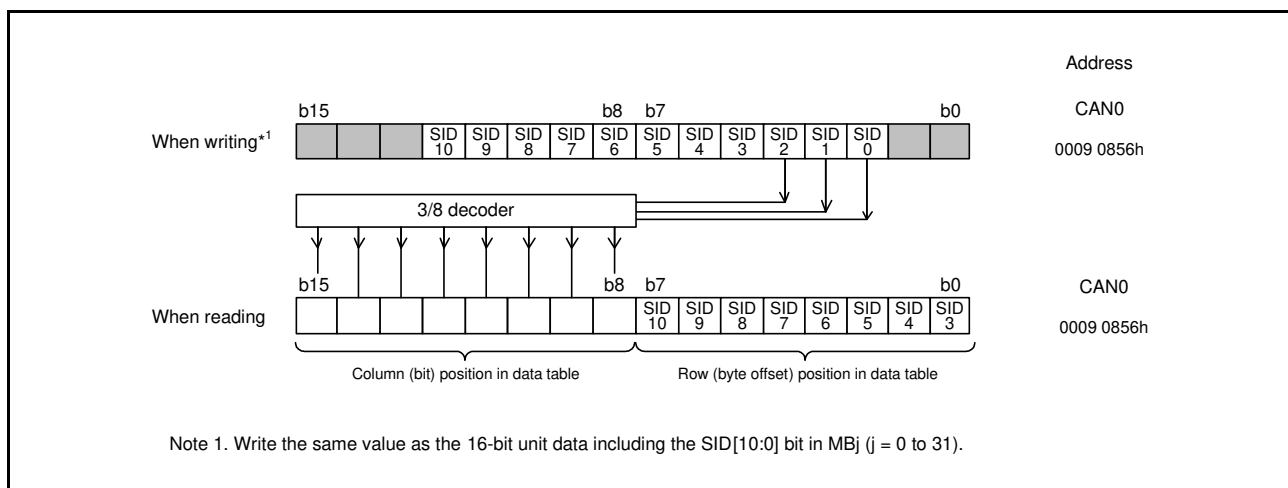 Address
b15 b8 b7 b0 CAN0
When writing*1 SID 10 SID 9 SID 8 SID 7 SID 6 SID 5 SID 4 SID 3 SID 2 SID 1 SID 0 0009 0856h
3/8 decoder
b15 b8 b7 b0 CAN0
When reading SID 10 SID 9 SID 8 SID 7 SID 6 SID 5 SID 4 SID 3 0009 0856h
Column (bit) position in data table Row (byte offset) position in data table
Note 1. Write the same value as the 16-bit unit data including the SID[10:0] bit in MBj (j = 0 to 31).